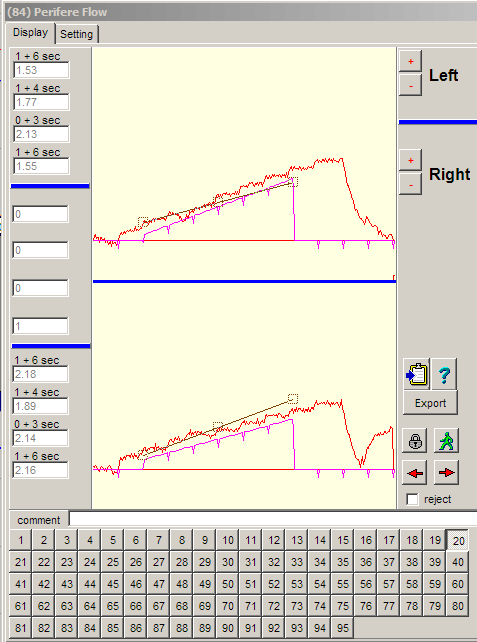 (84) Perifere Flow
Display Setting
1 + 6 sec
1.53
1 + 4 sec
1.77
0 + 3 sec
2.13
1 + 6 sec
1.55
0
0
0
1
1 + 6 sec
2.18
1 + 4 sec
1.89
0 + 3 sec
2.14
1 + 6 sec
2.16
+
Left
-
+
Right
-
?
Export
reject
comment
1 2 3 4 5 6 7 8 9 10 11 12 13 14 15 16 17 18 19 20
21 22 23 24 25 26 27 28 29 30 31 32 33 34 35 36 37 38 39 40
41 42 43 44 45 46 47 48 49 50 51 52 53 54 55 56 57 58 59 60
61 62 63 64 65 66 67 68 69 70 71 72 73 74 75 76 77 78 79 80
81 82 83 84 85 86 87 88 89 90 91 92 93 94 95